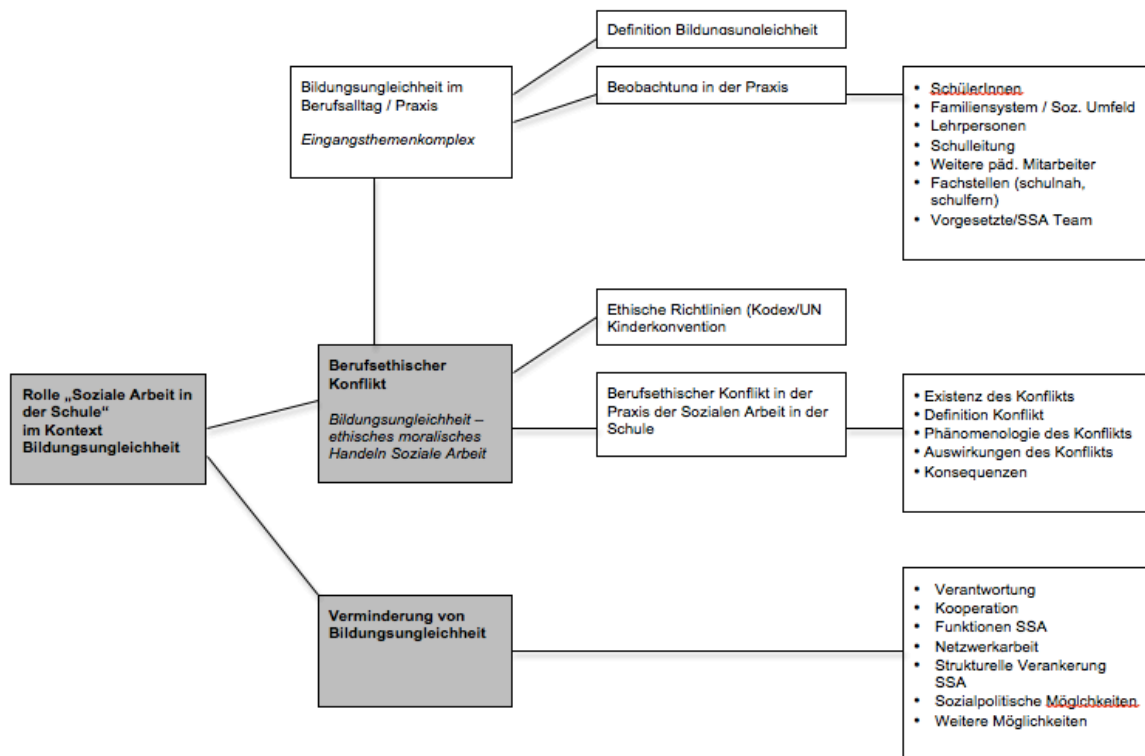 Definition Bildungsungleichheit
Bildungsungleichheit im
Berufsalltag / Praxis
Eingangsthemenkomplex
Beobachtung in der Praxis
• SchülerInnen
• Familiensystem / Soz. Umfeld
• Lehrpersonen
• Schulleitung
• Weitere päd. Mitarbeiter
• Fachstellen (schulnah,
schulfern)
• Vorgesetzte/SSA Team
Ethische Richtlinien (Kodex/UN
Kinderkonvention
Rolle „Soziale Arbeit in
der Schule“
im Kontext
Bildungsungleichheit
Berufsethischer
Konflikt
Bildungsungleichheit –
ethisches moralisches
Handeln Soziale Arbeit
Berufsethischer Konflikt in der
Praxis der Sozialen Arbeit in der
Schule
• Existenz des Konflikts
• Definition Konflikt
• Phänomenologie des Konflikts
• Auswirkungen des Konflikts
• Konsequenzen
Verminderung von
Bildungsungleichheit
• Verantwortung
• Kooperation
• Funktionen SSA
• Netzwerkarbeit
• Strukturelle Verankerung
SSA
• Sozialpolitische Möglchkeiten
• Weitere Möglichkeiten